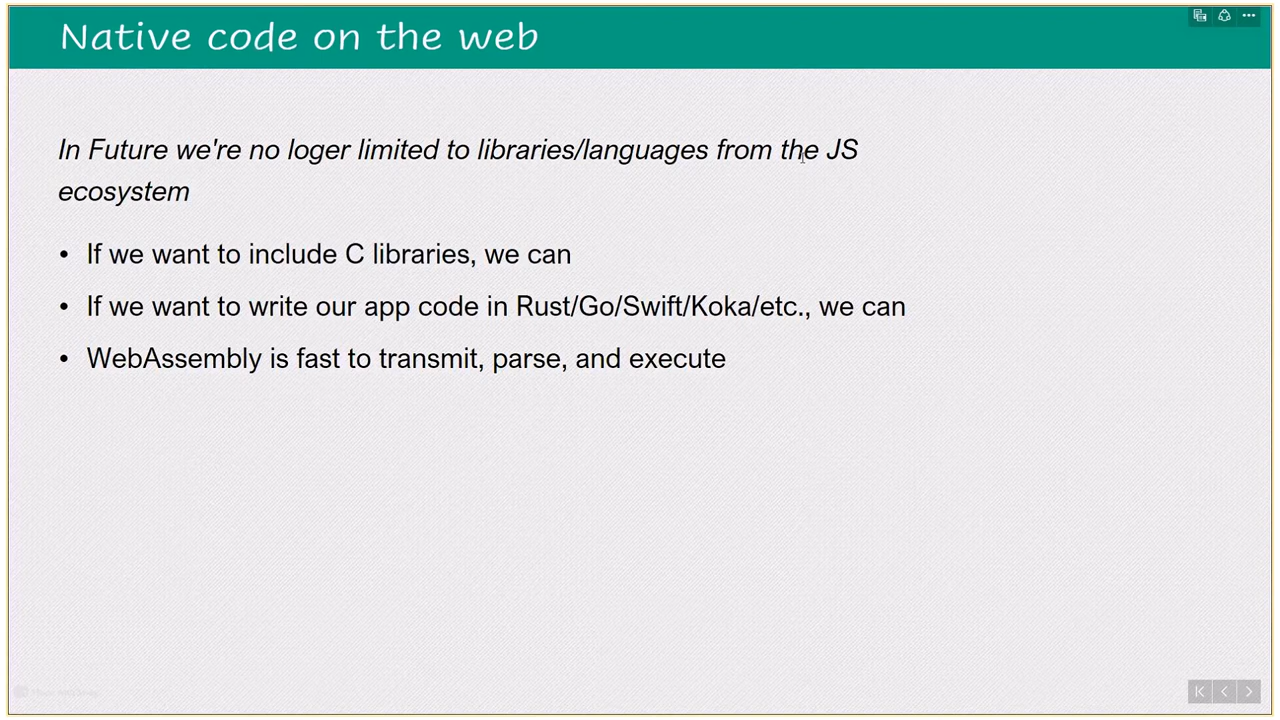 Native code on the web
In Future we're no loger limited to libraries/languages from the JS
ecosystem
• If we want to include C libraries, we can
• If we want to write our app code in Rust/Go/Swift/Koka/etc., we can
• WebAssembly is fast to transmit, parse, and execute